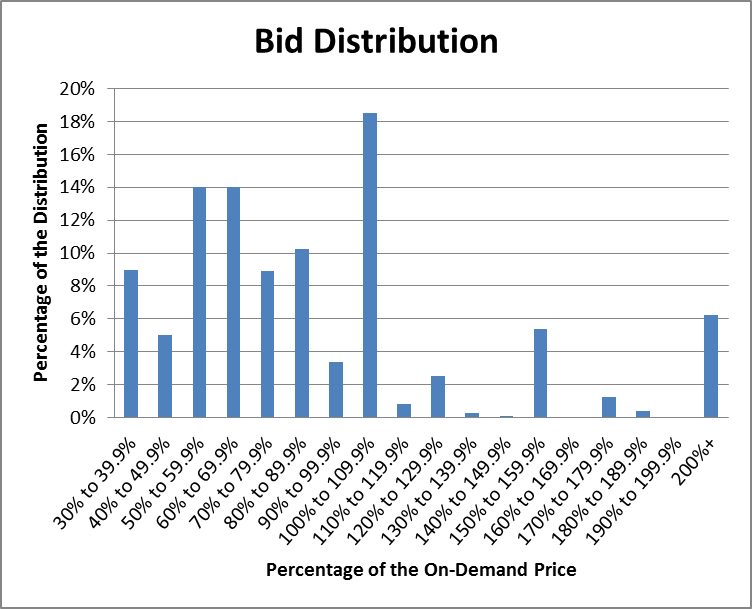 Bid Distribution
Percentage of the Distribution
20%
18%
16%
14%
12%
10%
8%
6%
4%
2%
0%
30% to 39.9%
40% to 49.9%
50% to 59.9%
60% to 69.9%
70% to 79.9%
80% to 89.9%
90% to 99.9%
100% to 109.9%
110% to 119.9%
120% to 129.9%
130% to 139.9%
140% to 149.9%
150% to 159.9%
160% to 169.9%
170% to 179.9%
180% to 189.9%
190% to 199.9%
200%+
Percentage of the On-Demand Price